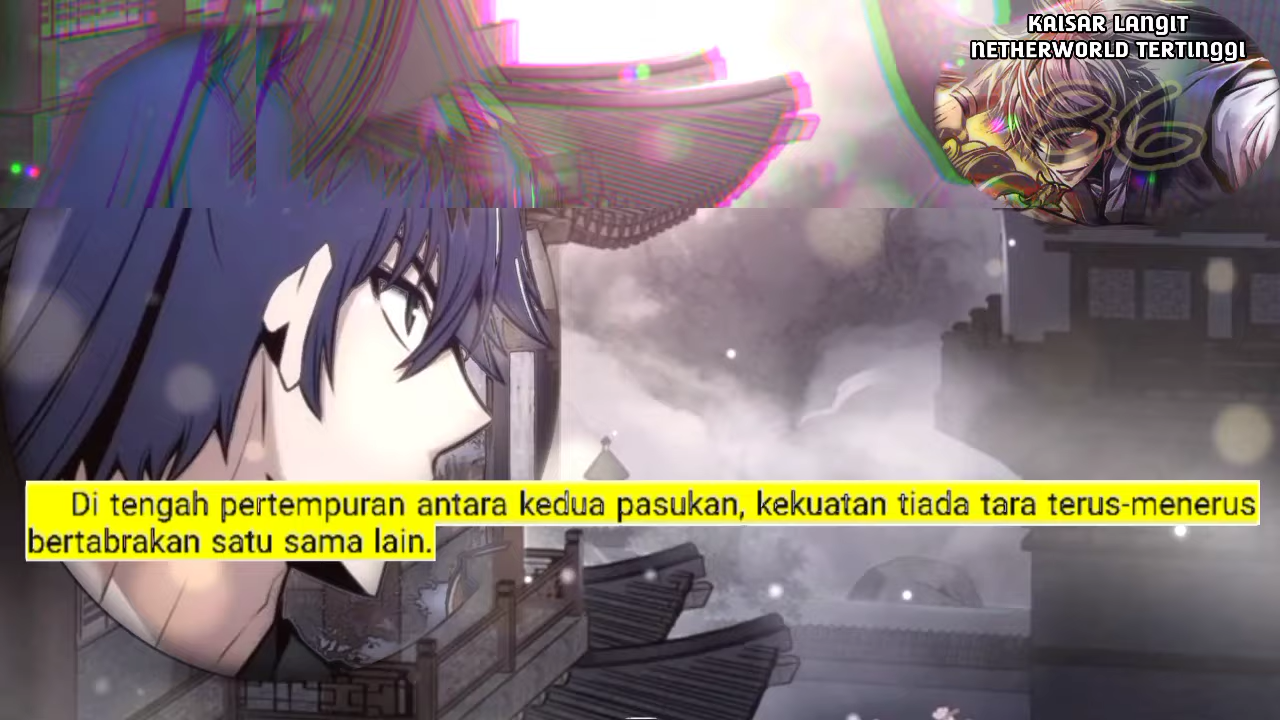 KAISAR LANGIT
NETHERWORLD TERTINGGI
36
Di tengah pertempuran antara kedua pasukan, kekuatan tiada tara terus-menerus
bertabrakan satu sama lain.